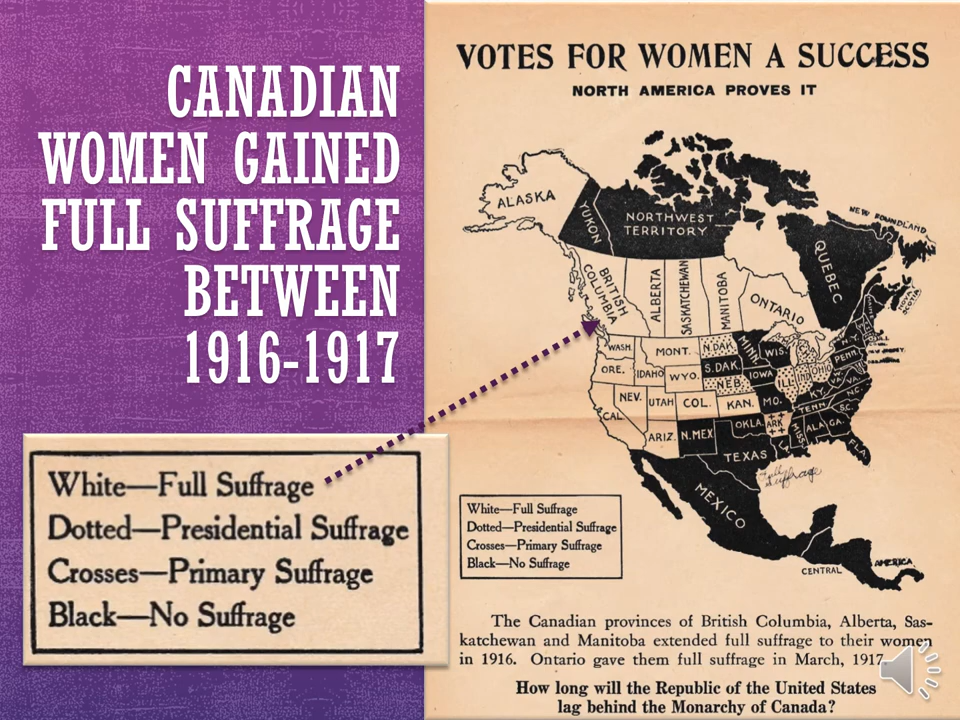 CANADIAN
WOMEN GAINED
FULL SUFFRAGE
BETWEEN
1916-1917
White—Full Suffrage
Dotted—Presidential Suffrage
Crosses—Primary Suffrage
Black—No Suffrage
VOTES FOR WOMEN A SUCCESS
NORTH AMERICA PROVES IT
ALASKA
YUKON
NORTHWEST
TERRITORY
NEW FOUNDLAND
BRITISH
COLUMBIA
ALBERTA
SASKATCHEWAN
MANITOBA
ONTARIO
QUEBEC
NOVA
SCOTIA
WASH.
MONT.
N.DAK
MINN
WIS.
N.Y.
ORE.
IDAHO
WYO.
S.DAK
IOWA
ILL
OHIO
PENN.
NEV.
UTAH
COL.
NEB.
KAN.
MO.
KY.
VA.
CAL.
ARIZ.
N.MEX
OKLA.
ARK
TENN
N.C.
S.C.
TEXAS
MISS
ALA
GA.
FLA.
Full
Suffrage
MEXICO
CENTRAL
AMERICA
White—Full Suffrage
Dotted—Presidential Suffrage
Crosses—Primary Suffrage
Black—No Suffrage
The Canadian provinces of British Columbia, Alberta, Sas-
katchewan and Manitoba extended full suffrage to their women
in 1916. Ontario gave them full suffrage in March, 1917.
How long will the Republic of the United States
lag behind the Monarchy of Canada?